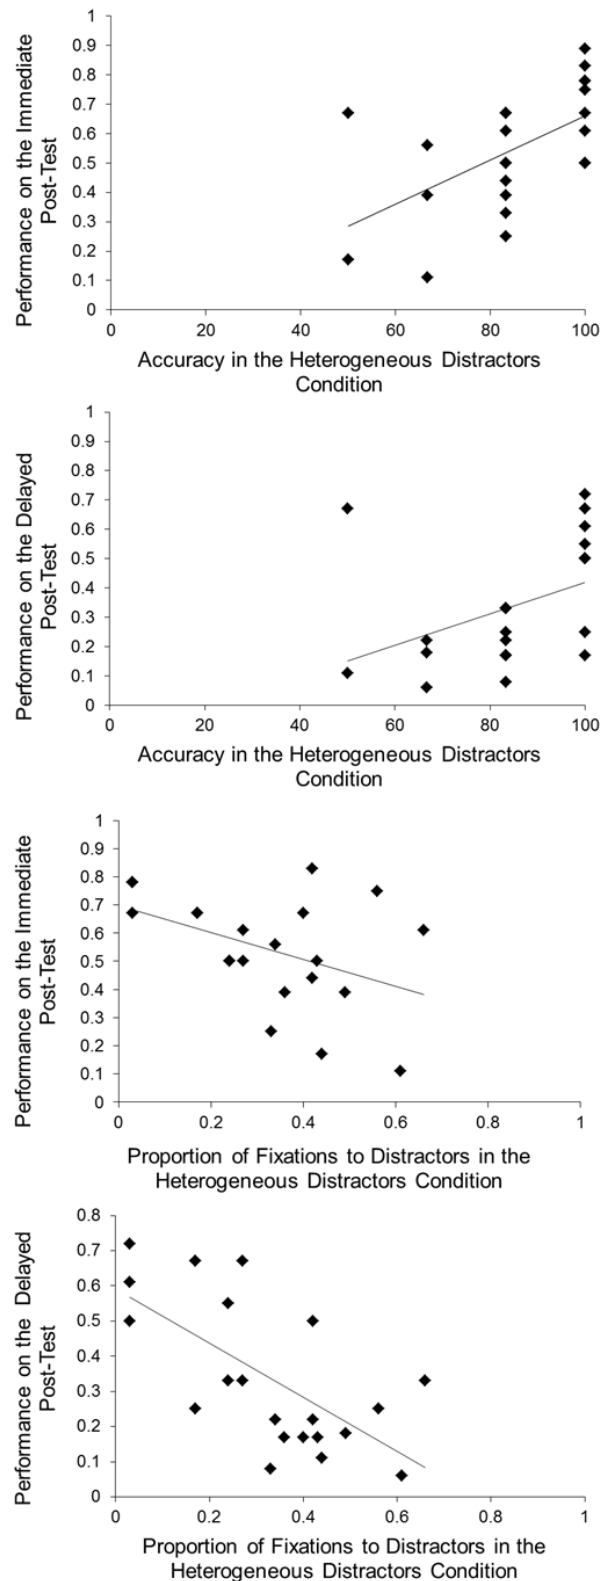 1
0.9
0.8
0.7
0.6
0.5
0.4
0.3
0.2
0.1
0
Performance on the Immediate
Post-Test
0 20 40 60 80 100
Accuracy in the Heterogeneous Distractors
Condition
1
0.9
0.8
0.7
0.6
0.5
0.4
0.3
0.2
0.1
0
Performance on the Delayed
Post-Test
0 20 40 60 80 100
Accuracy in the Heterogeneous Distractors
Condition
1
0.9
0.8
0.7
0.6
0.5
0.4
0.3
0.2
0.1
0
Performance on the Immediate
Post-Test
0 0.2 0.4 0.6 0.8 1
Proportion of Fixations to Distractors in the
Heterogeneous Distractors Condition
0.8
0.7
0.6
0.5
0.4
0.3
0.2
0.1
0
Performance on the Delayed
Post-Test
0 0.2 0.4 0.6 0.8 1
Proportion of Fixations to Distractors in the
Heterogeneous Distractors Condition